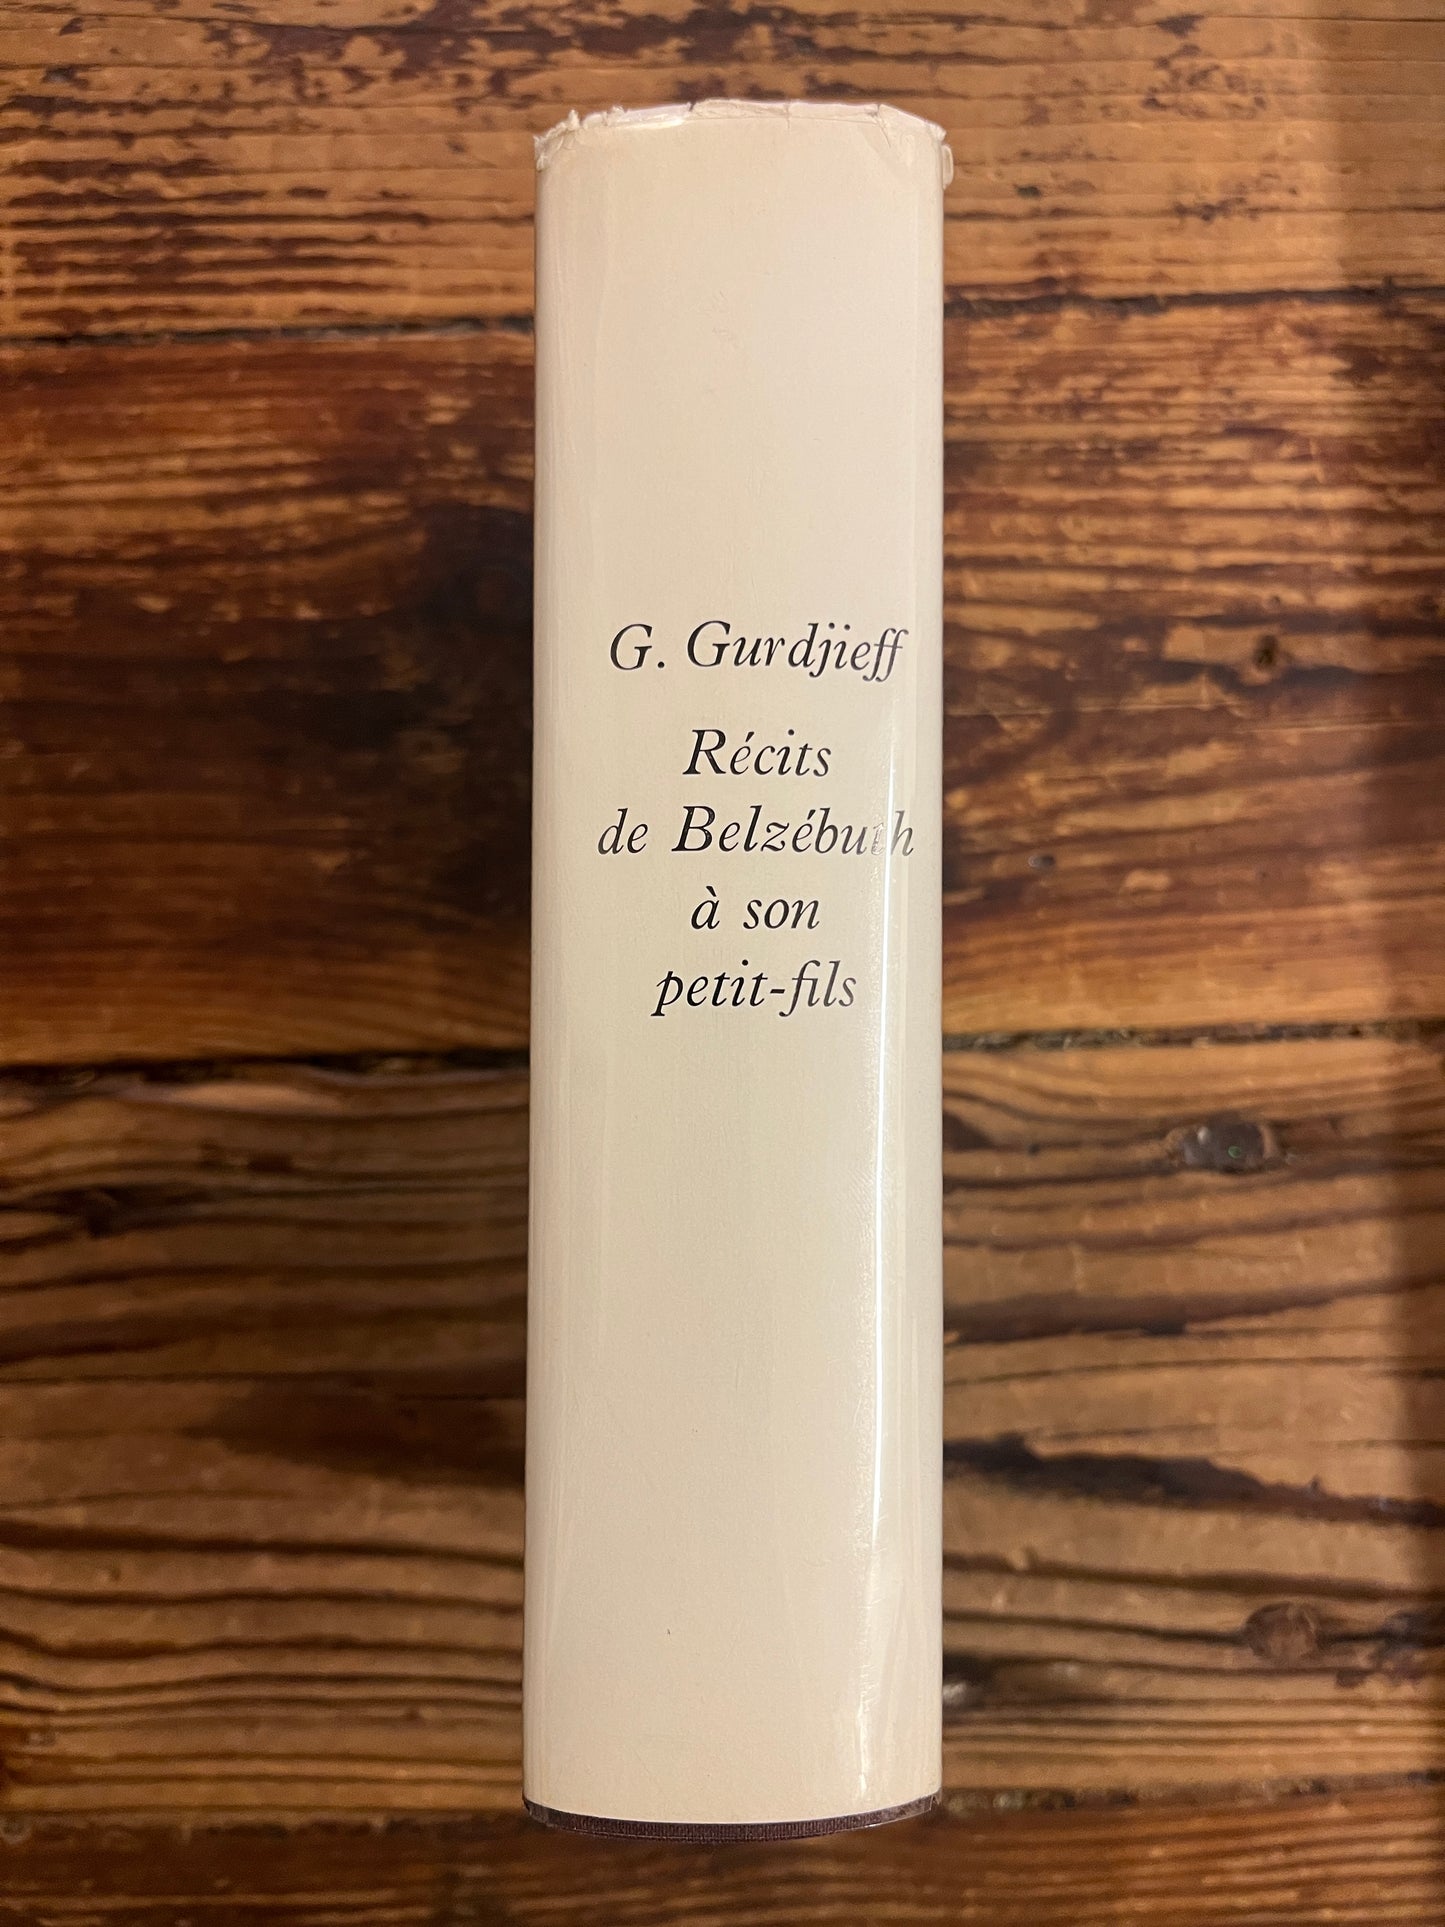 G. Gurdjieff
Récits
de Belzébuth
à son
petit-fils